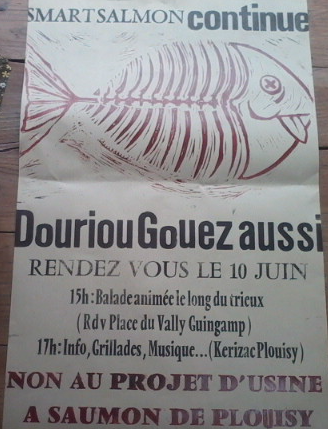 SMARTSALMON continue
Douriou Gouez aussi
RENDEZ VOUS LE 10 JUIN
15h : Balade animée le long du trieux
(Rdv Place du Vally Guingamp)
17h : Info, Grillades, Musique... (Kerizac Plouisy)
NON AU PROJET D'USINE
A SAUMON DE PLOUISY